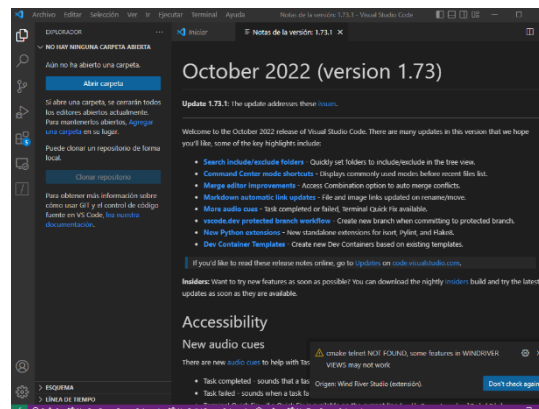 Archivo Editar Selección Ver Ir Ejecutar Terminal Ayuda Notas de la versión: 1.73.1 - Visual Studio Code
EXPLORADOR
NO HAY NINGUNA CARPETA ABIERTA
Aún no ha abierto una carpeta.
Abrir carpeta
Si abre una carpeta, se cerrarán todos
los editores abiertos actualmente.
Para mantenerlos abiertos, Agregar
una carpeta en su lugar.
Puede clonar un repositorio de forma
local.
Clonar repositorio
Para obtener más información sobre
cómo usar GIT y el control de código
fuente en VS Code, lea nuestra
documentación.
ESQUEMA
LÍNEA DE TIEMPO
Iniciar
Notas de la versión: 1.73.1
October 2022 (version 1.73)
Update 1.73.1: The update addresses these issues.
Welcome to the October 2022 release of Visual Studio Code. There are many updates in this version that we hope
you'll like, some of the key highlights include:
• Search include/exclude folders - Quickly set folders to include/exclude in the tree view.
• Command Center mode shortcuts - Displays commonly used modes before recent files list.
• Merge editor improvements - Access Combination option to auto merge conflicts.
• Markdown automatic link updates - File and image links updated on rename/move.
• More audio cues - Task completed or failed, Terminal Quick Fix available.
• vscode.dev protected branch workflow - Create new branch when committing to protected branch.
• New Python extensions - New standalone extensions for isort, Pylint, and Flake8.
• Dev Container Templates - Create new Dev Containers based on existing templates.
If you'd like to read these release notes online, go to Updates on code.visualstudio.com.
Insiders: Want to try new features as soon as possible? You can download the nightly Insiders build and try the latest
updates as soon as they are available.
Accessibility
New audio cues
There are new audio cues to help with Tas
• Task completed - sounds that a tas
• Task failed - sounds when a task fa
cmake telnet NOT FOUND, some features in WINDRIVER
VIEWS may not work
Origen: Wind River Studio (extensión).
Don't check again